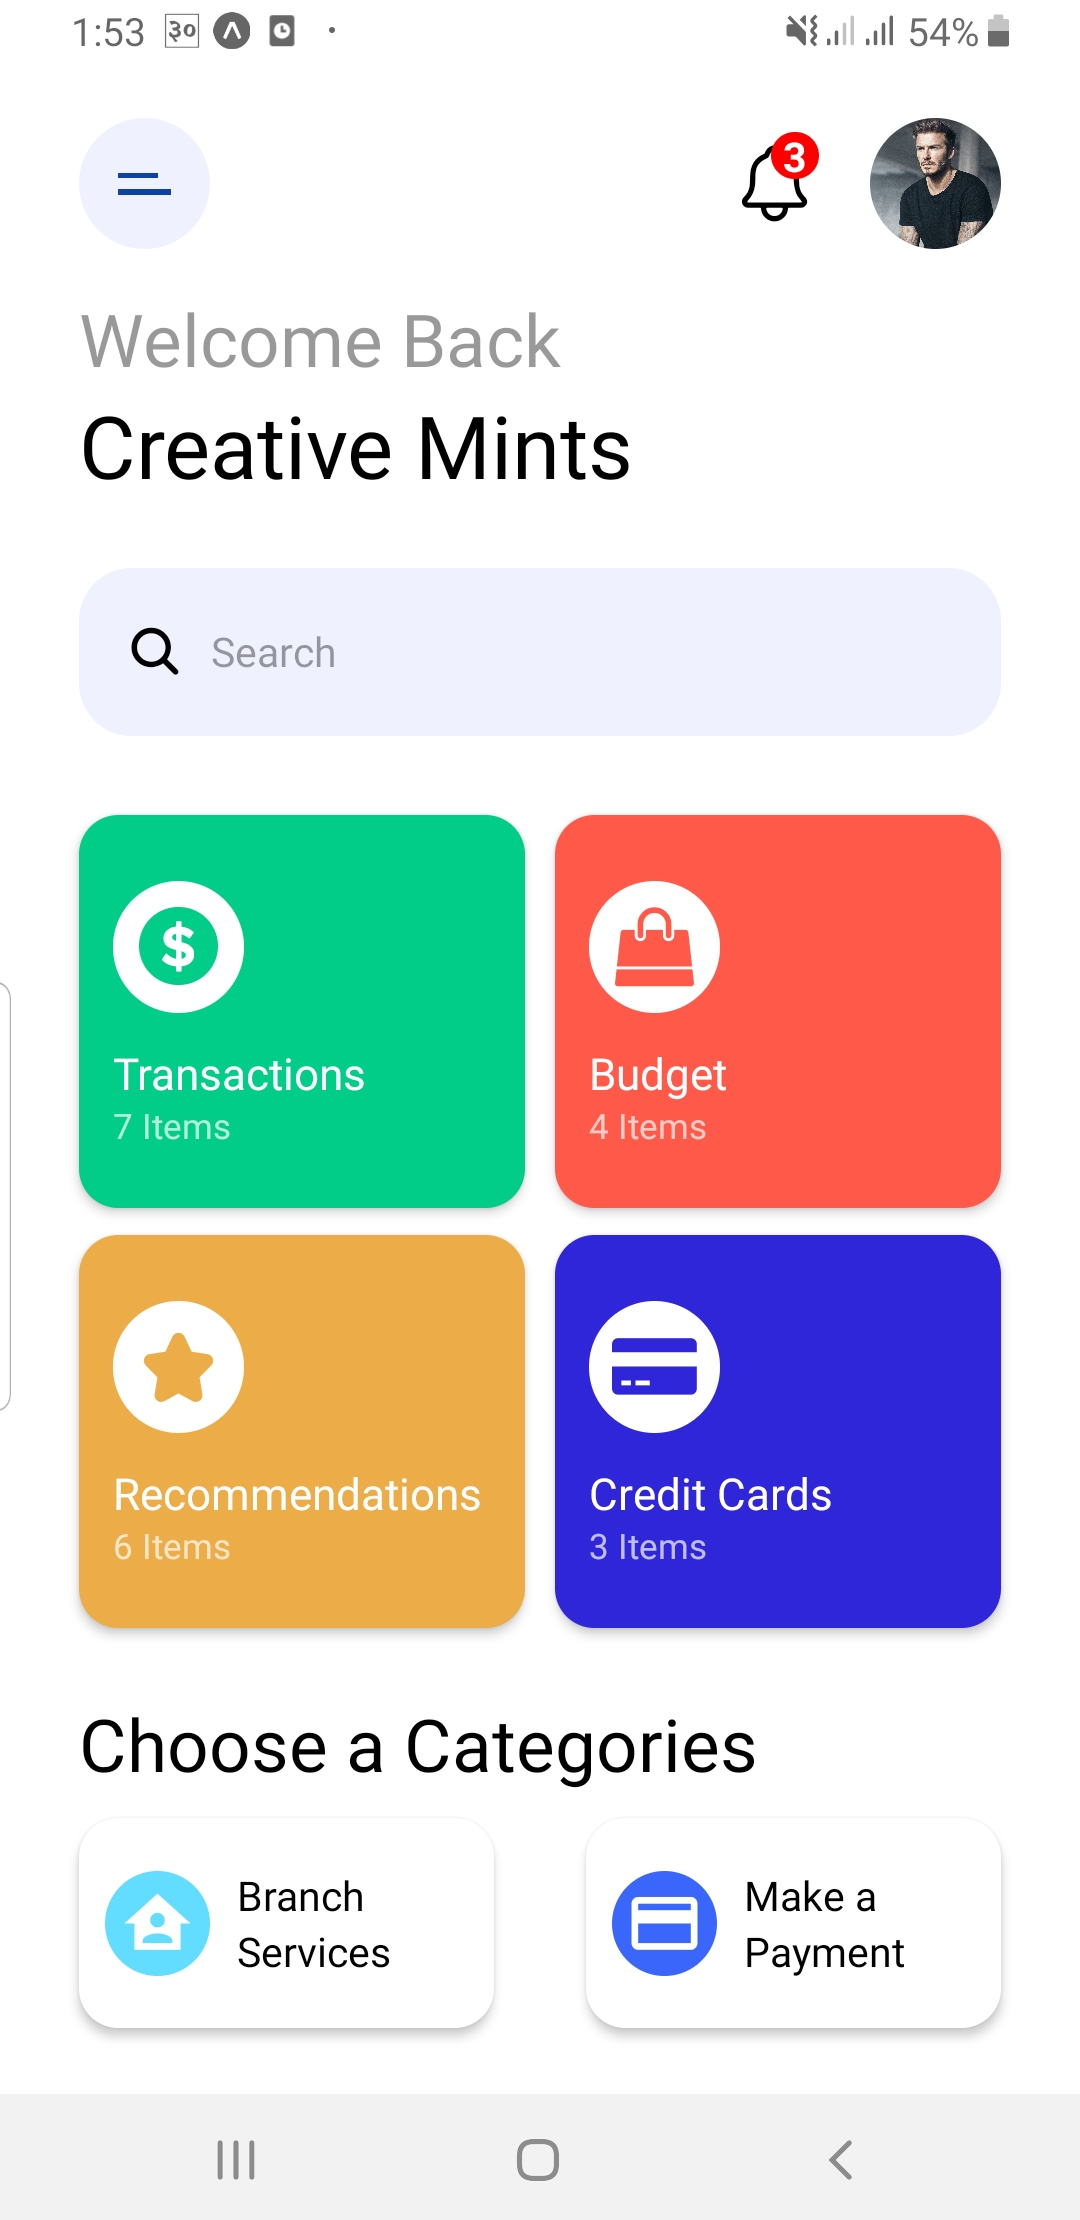 1:53 ३० 54%
3
Welcome Back
Creative Mints
Search
Transactions
7 Items
Budget
4 Items
Recommendations
6 Items
Credit Cards
3 Items
Choose a Categories
Branch
Services
Make a
Payment